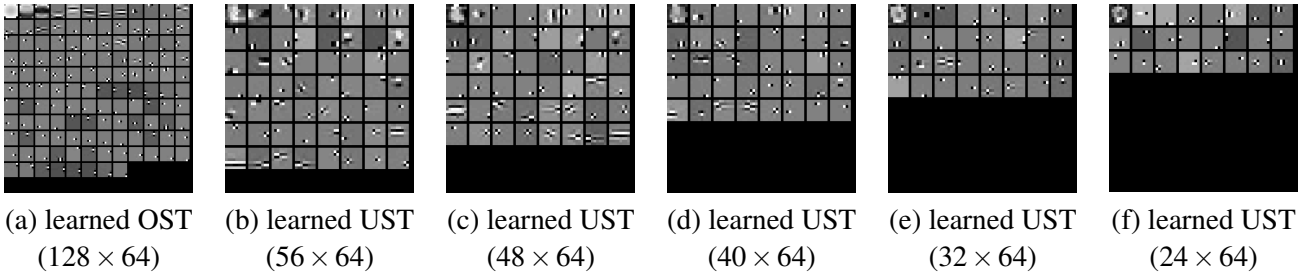 (a) learned OST (b) learned UST (c) learned UST (d) learned UST (e) learned UST (f) learned UST
(128 × 64) (56 × 64) (48 × 64) (40 × 64) (32 × 64) (24 × 64)